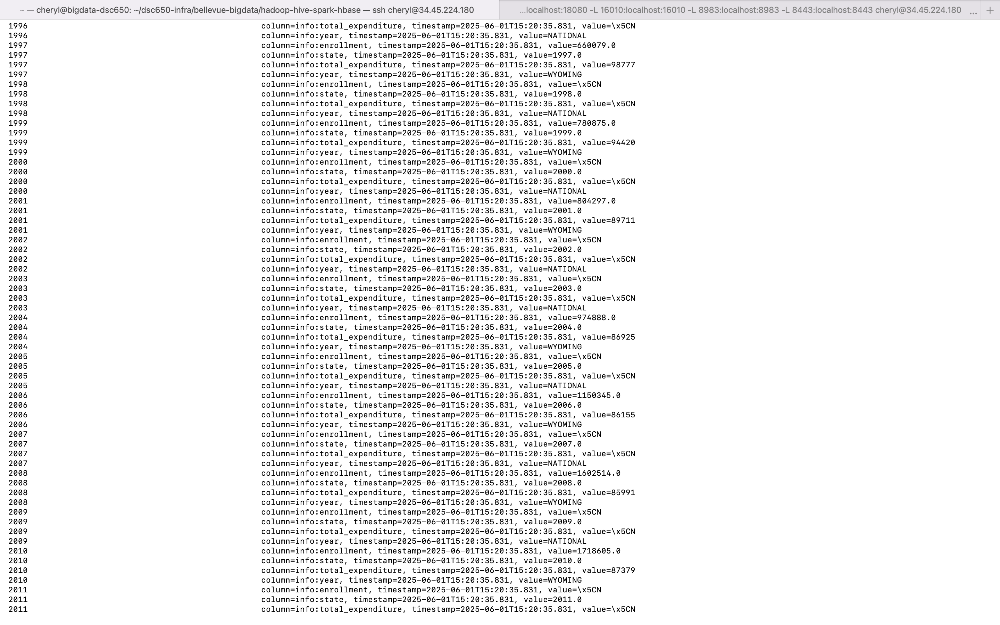 ~ — cheryl@bigdata-dsc650: ~/dsc650-infra/bellevue-bigdata/hadoop-hive-spark-hbase — ssh cheryl@34.45.224.180 ...localhost:18080 -L 16010:localhost:16010 -L 8983:localhost:8983 -L 8443:localhost:8443 cheryl@34.45.224.180 ... +
1996 column=info:total_expenditure, timestamp=2025-06-01T15:20:35.831, value=\x5CN
1996 column=info:year, timestamp=2025-06-01T15:20:35.831, value=NATIONAL
1997 column=info:enrollment, timestamp=2025-06-01T15:20:35.831, value=660079.0
1997 column=info:state, timestamp=2025-06-01T15:20:35.831, value=1997.0
1997 column=info:total_expenditure, timestamp=2025-06-01T15:20:35.831, value=98777
1997 column=info:year, timestamp=2025-06-01T15:20:35.831, value=WYOMING
1998 column=info:enrollment, timestamp=2025-06-01T15:20:35.831, value=\x5CN
1998 column=info:state, timestamp=2025-06-01T15:20:35.831, value=1998.0
1998 column=info:total_expenditure, timestamp=2025-06-01T15:20:35.831, value=\x5CN
1998 column=info:year, timestamp=2025-06-01T15:20:35.831, value=NATIONAL
1999 column=info:enrollment, timestamp=2025-06-01T15:20:35.831, value=780875.0
1999 column=info:state, timestamp=2025-06-01T15:20:35.831, value=1999.0
1999 column=info:total_expenditure, timestamp=2025-06-01T15:20:35.831, value=94420
1999 column=info:year, timestamp=2025-06-01T15:20:35.831, value=WYOMING
2000 column=info:enrollment, timestamp=2025-06-01T15:20:35.831, value=\x5CN
2000 column=info:state, timestamp=2025-06-01T15:20:35.831, value=2000.0
2000 column=info:total_expenditure, timestamp=2025-06-01T15:20:35.831, value=\x5CN
2000 column=info:year, timestamp=2025-06-01T15:20:35.831, value=NATIONAL
2001 column=info:enrollment, timestamp=2025-06-01T15:20:35.831, value=804297.0
2001 column=info:state, timestamp=2025-06-01T15:20:35.831, value=2001.0
2001 column=info:total_expenditure, timestamp=2025-06-01T15:20:35.831, value=89711
2001 column=info:year, timestamp=2025-06-01T15:20:35.831, value=WYOMING
2002 column=info:enrollment, timestamp=2025-06-01T15:20:35.831, value=\x5CN
2002 column=info:state, timestamp=2025-06-01T15:20:35.831, value=2002.0
2002 column=info:total_expenditure, timestamp=2025-06-01T15:20:35.831, value=\x5CN
2002 column=info:year, timestamp=2025-06-01T15:20:35.831, value=NATIONAL
2003 column=info:enrollment, timestamp=2025-06-01T15:20:35.831, value=\x5CN
2003 column=info:state, timestamp=2025-06-01T15:20:35.831, value=2003.0
2003 column=info:total_expenditure, timestamp=2025-06-01T15:20:35.831, value=\x5CN
2003 column=info:year, timestamp=2025-06-01T15:20:35.831, value=NATIONAL
2004 column=info:enrollment, timestamp=2025-06-01T15:20:35.831, value=974888.0
2004 column=info:state, timestamp=2025-06-01T15:20:35.831, value=2004.0
2004 column=info:total_expenditure, timestamp=2025-06-01T15:20:35.831, value=86925
2004 column=info:year, timestamp=2025-06-01T15:20:35.831, value=WYOMING
2005 column=info:enrollment, timestamp=2025-06-01T15:20:35.831, value=\x5CN
2005 column=info:state, timestamp=2025-06-01T15:20:35.831, value=2005.0
2005 column=info:total_expenditure, timestamp=2025-06-01T15:20:35.831, value=\x5CN
2005 column=info:year, timestamp=2025-06-01T15:20:35.831, value=NATIONAL
2006 column=info:enrollment, timestamp=2025-06-01T15:20:35.831, value=1150345.0
2006 column=info:state, timestamp=2025-06-01T15:20:35.831, value=2006.0
2006 column=info:total_expenditure, timestamp=2025-06-01T15:20:35.831, value=86155
2006 column=info:year, timestamp=2025-06-01T15:20:35.831, value=WYOMING
2007 column=info:enrollment, timestamp=2025-06-01T15:20:35.831, value=\x5CN
2007 column=info:state, timestamp=2025-06-01T15:20:35.831, value=2007.0
2007 column=info:total_expenditure, timestamp=2025-06-01T15:20:35.831, value=\x5CN
2007 column=info:year, timestamp=2025-06-01T15:20:35.831, value=NATIONAL
2008 column=info:enrollment, timestamp=2025-06-01T15:20:35.831, value=1602514.0
2008 column=info:state, timestamp=2025-06-01T15:20:35.831, value=2008.0
2008 column=info:total_expenditure, timestamp=2025-06-01T15:20:35.831, value=85991
2008 column=info:year, timestamp=2025-06-01T15:20:35.831, value=WYOMING
2009 column=info:enrollment, timestamp=2025-06-01T15:20:35.831, value=\x5CN
2009 column=info:state, timestamp=2025-06-01T15:20:35.831, value=2009.0
2009 column=info:total_expenditure, timestamp=2025-06-01T15:20:35.831, value=\x5CN
2009 column=info:year, timestamp=2025-06-01T15:20:35.831, value=NATIONAL
2010 column=info:enrollment, timestamp=2025-06-01T15:20:35.831, value=1718605.0
2010 column=info:state, timestamp=2025-06-01T15:20:35.831, value=2010.0
2010 column=info:total_expenditure, timestamp=2025-06-01T15:20:35.831, value=87379
2010 column=info:year, timestamp=2025-06-01T15:20:35.831, value=WYOMING
2011 column=info:enrollment, timestamp=2025-06-01T15:20:35.831, value=\x5CN
2011 column=info:state, timestamp=2025-06-01T15:20:35.831, value=2011.0
2011 column=info:total_expenditure, timestamp=2025-06-01T15:20:35.831, value=\x5CN